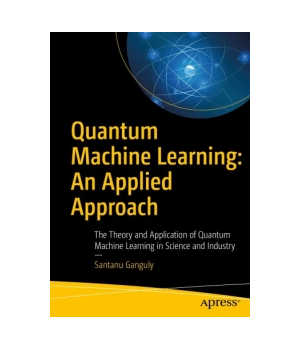 Quantum
Machine Learning:
An Applied
Approach
The Theory and Application of Quantum
Machine Learning in Science and Industry
—
Santanu Ganguly
Apress®